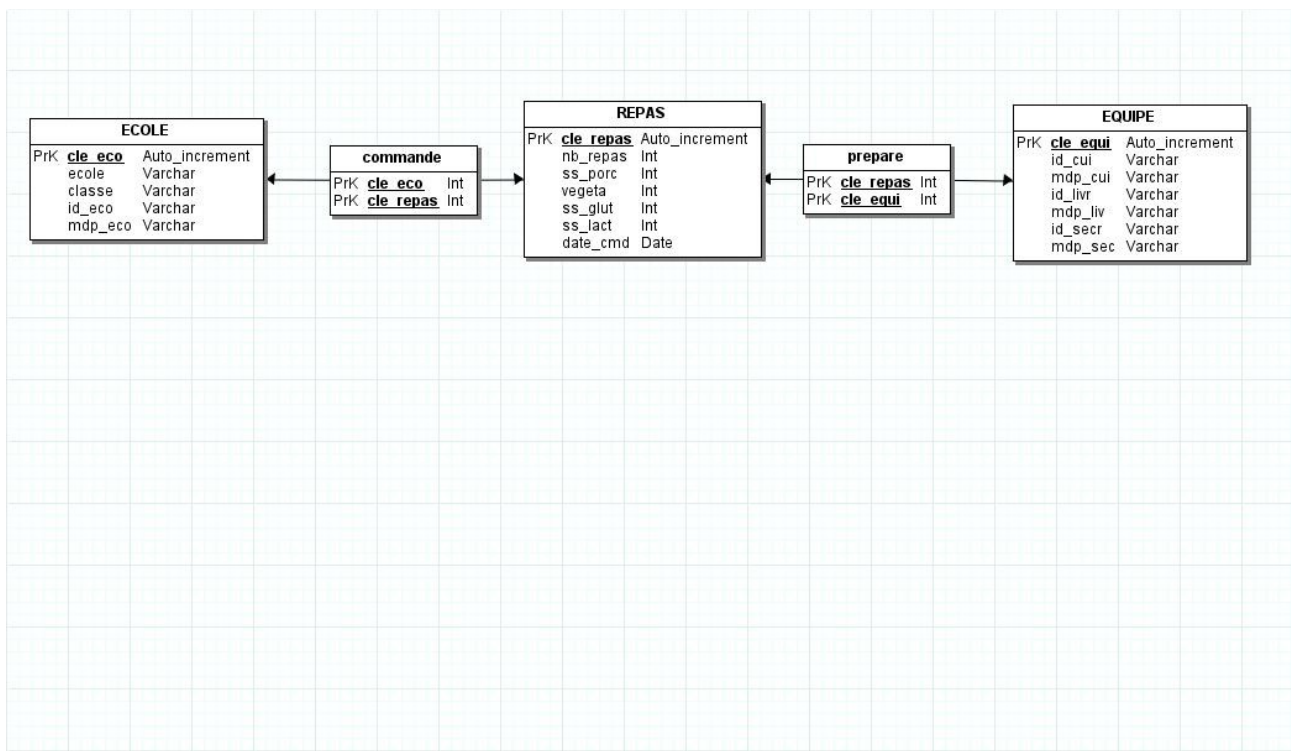 ECOLE
PrK cle_eco Auto_increment
ecole Varchar
classe Varchar
id_eco Varchar
mdp_eco Varchar
commande
PrK cle_eco Int
PrK cle_repas Int
REPAS
PrK cle_repas Auto_increment
nb_repas Int
ss_porc Int
vegeta Int
ss_glut Int
ss_lact Int
date_cmd Date
prepare
PrK cle_repas Int
PrK cle_equi Int
EQUIPE
PrK cle_equi Auto_increment
id_cui Varchar
mdp_cui Varchar
id_livr Varchar
mdp_liv Varchar
id_secr Varchar
mdp_sec Varchar